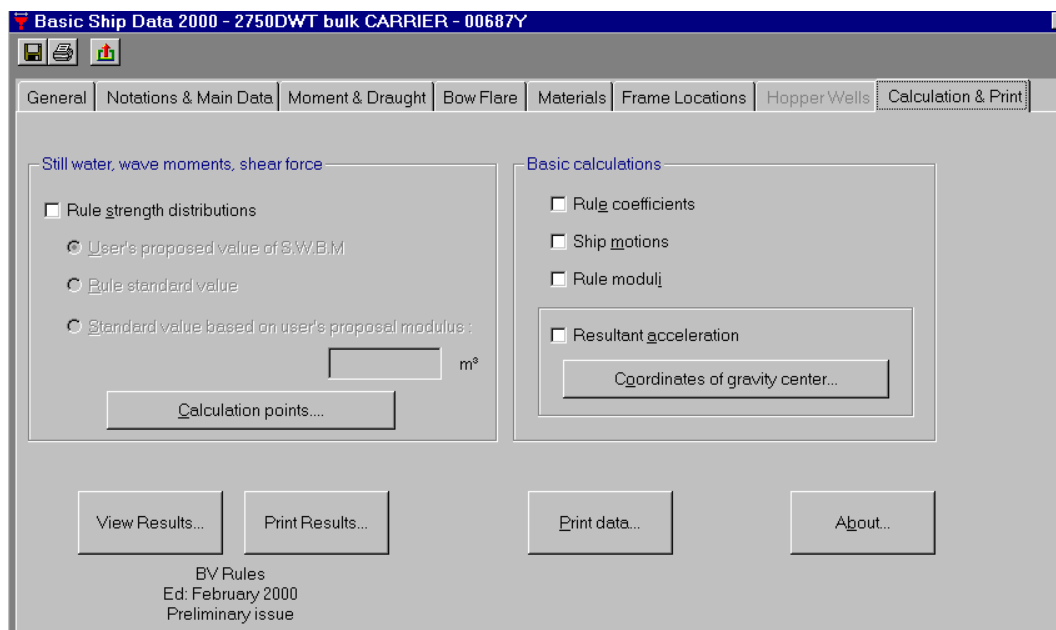 Basic Ship Data 2000 - 2750DWT bulk CARRIER - 00687Y
General Notations & Main Data Moment & Draught Bow Flare Materials Frame Locations Hopper Wells Calculation & Print
Still water, wave moments, shear force
Rule strength distributions
User's proposed value of S.W.B.M
Rule standard value
Standard value based on user's proposal modulus :
m³
Calculation points....
Basic calculations
Rule coefficients
Ship motions
Rule moduli
Resultant acceleration
Coordinates of gravity center...
View Results... Print Results... Print data... About...
BV Rules
Ed: February 2000
Preliminary issue